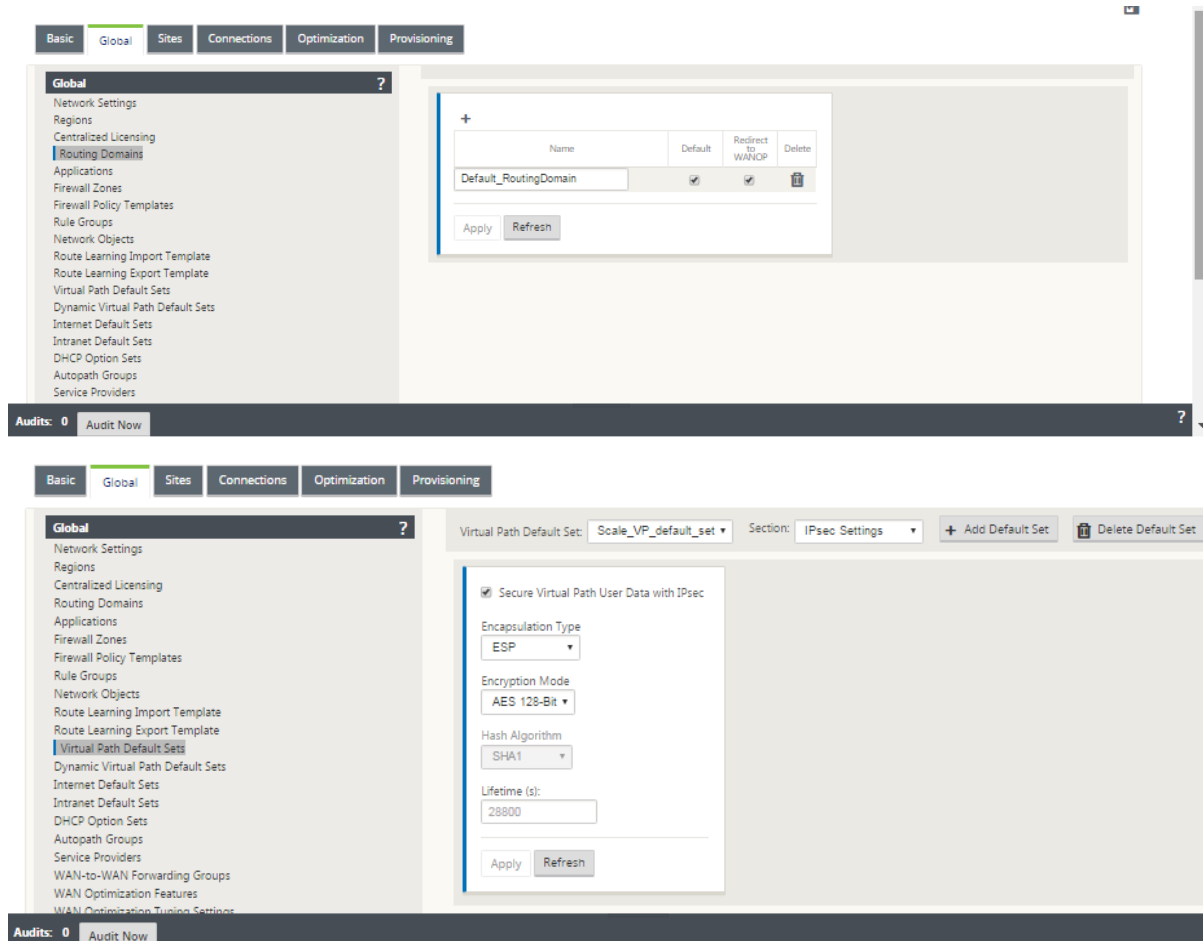 Basic Global Sites Connections Optimization Provisioning
Global ?
Network Settings
Regions
Centralized Licensing
Routing Domains
Applications
Firewall Zones
Firewall Policy Templates
Rule Groups
Network Objects
Route Learning Import Template
Route Learning Export Template
Virtual Path Default Sets
Dynamic Virtual Path Default Sets
Internet Default Sets
Intranet Default Sets
DHCP Option Sets
Autopath Groups
Service Providers
+
Name Default Redirect to WANOP Delete
Default_RoutingDomain
Apply Refresh
Audits: 0 Audit Now ?
Basic Global Sites Connections Optimization Provisioning
Global ?
Network Settings
Regions
Centralized Licensing
Routing Domains
Applications
Firewall Zones
Firewall Policy Templates
Rule Groups
Network Objects
Route Learning Import Template
Route Learning Export Template
Virtual Path Default Sets
Dynamic Virtual Path Default Sets
Internet Default Sets
Intranet Default Sets
DHCP Option Sets
Autopath Groups
Service Providers
WAN-to-WAN Forwarding Groups
WAN Optimization Features
WAN Optimization Tuning Settings
Virtual Path Default Set: Scale_VP_default_set Section: IPsec Settings + Add Default Set Delete Default Set
Secure Virtual Path User Data with IPsec
Encapsulation Type
ESP
Encryption Mode
AES 128-Bit
Hash Algorithm
SHA1
Lifetime (s):
28800
Apply Refresh
Audits: 0 Audit Now